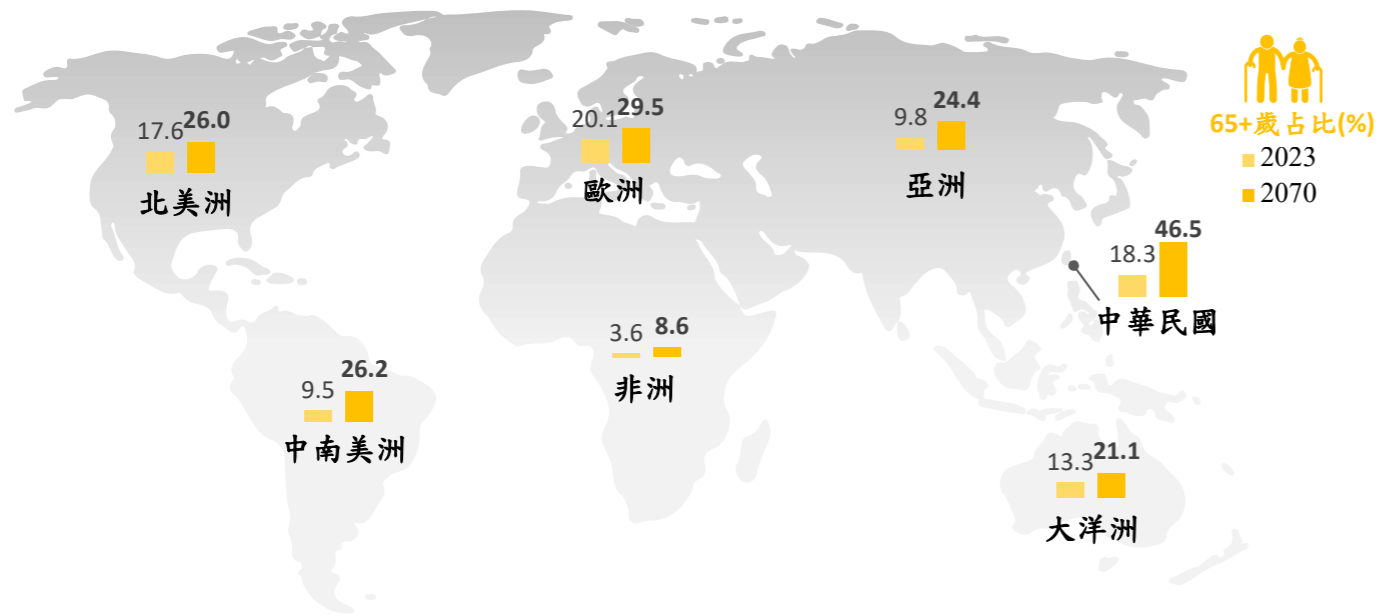 65+歲占比(%)
2023
2070
17.6 26.0
北美洲
20.1 29.5
歐洲
9.8 24.4
亞洲
18.3 46.5
中華民國
3.6 8.6
非洲
9.5 26.2
中南美洲
13.3 21.1
大洋洲